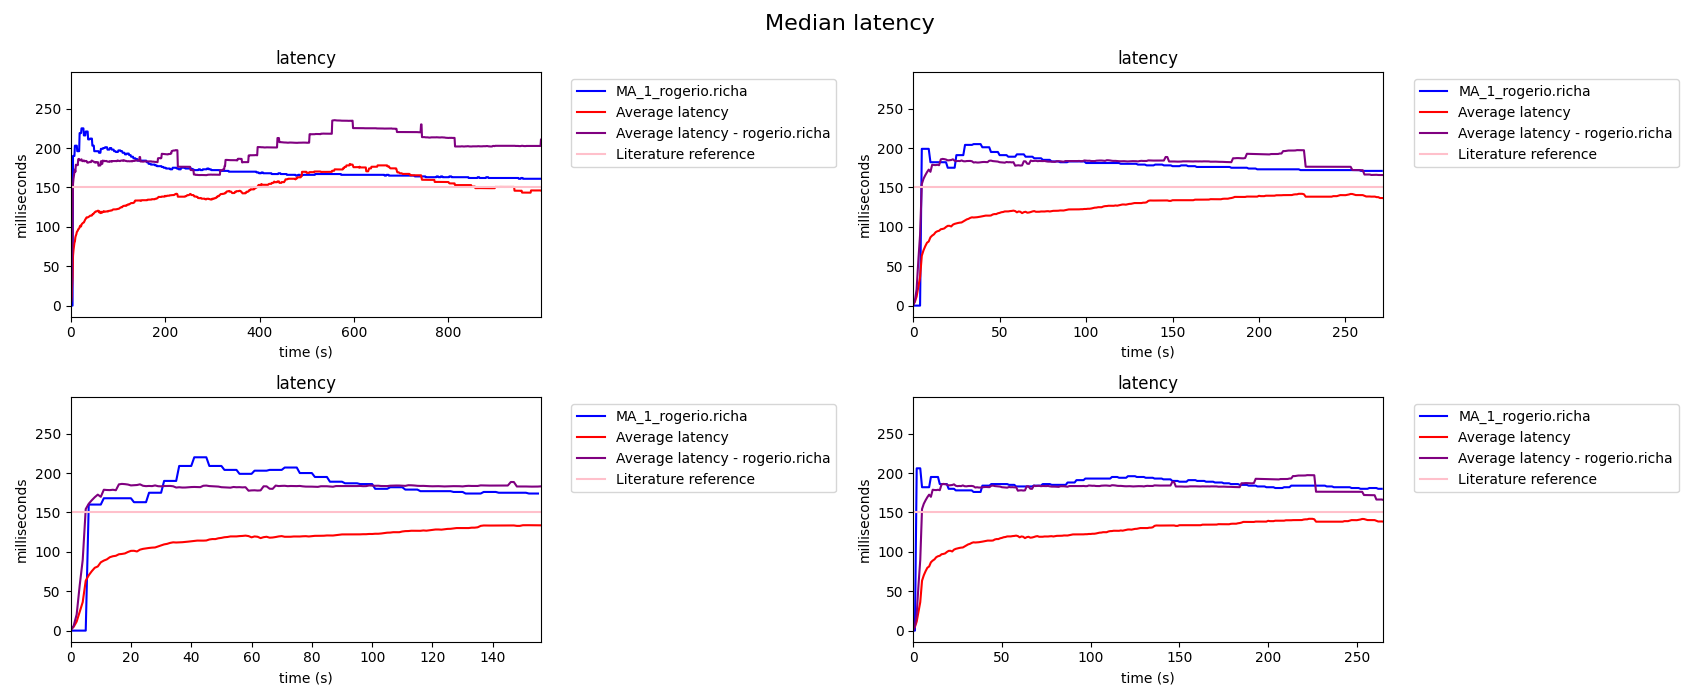 Median latency
latency
milliseconds
250
200
150
100
50
0
0 200 400 600 800
time (s)
MA_1_rogerio.richa
Average latency
Average latency - rogerio.richa
Literature reference
latency
milliseconds
250
200
150
100
50
0
0 50 100 150 200 250
time (s)
MA_1_rogerio.richa
Average latency
Average latency - rogerio.richa
Literature reference
latency
milliseconds
250
200
150
100
50
0
0 20 40 60 80 100 120 140
time (s)
MA_1_rogerio.richa
Average latency
Average latency - rogerio.richa
Literature reference
latency
milliseconds
250
200
150
100
50
0
0 50 100 150 200 250
time (s)
MA_1_rogerio.richa
Average latency
Average latency - rogerio.richa
Literature reference